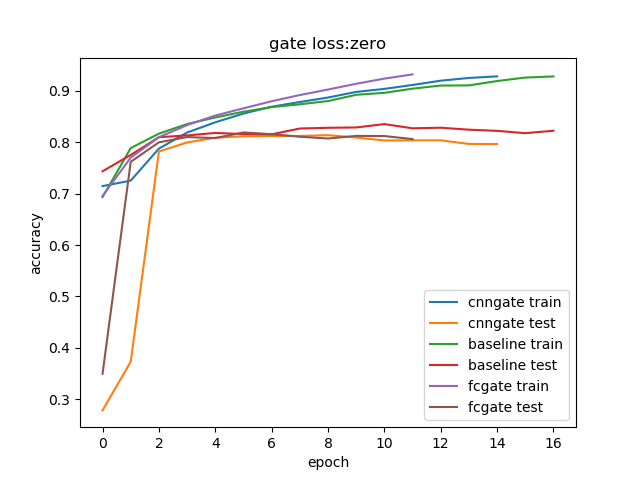 gate loss:zero
0.9
0.8
0.7
0.6
0.5
0.4
0.3
accuracy
cnngate train
cnngate test
baseline train
baseline test
fcgate train
fcgate test
0 2 4 6 8 10 12 14 16
epoch